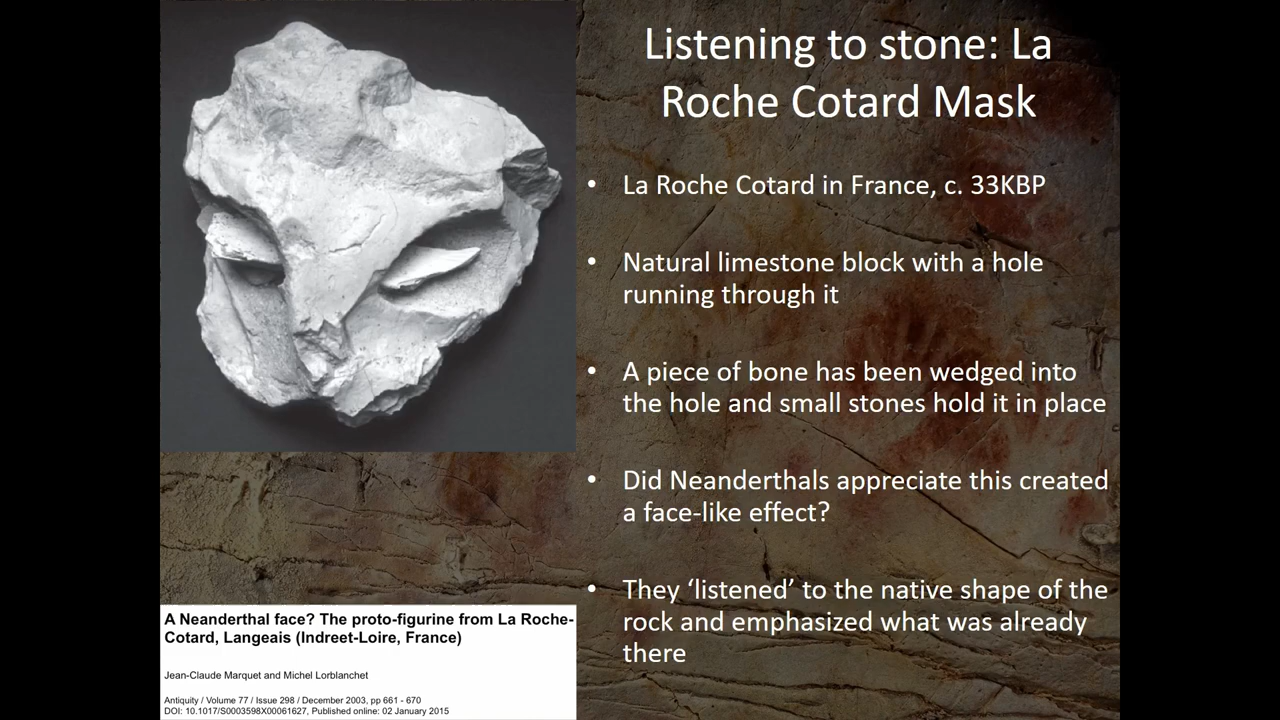 Listening to stone: La
Roche Cotard Mask
• La Roche Cotard in France, c. 33KBP
• Natural limestone block with a hole
running through it
• A piece of bone has been wedged into
the hole and small stones hold it in place
• Did Neanderthals appreciate this created
a face-like effect?
• They ‘listened’ to the native shape of the
rock and emphasized what was already
there
A Neanderthal face? The proto-figurine from La Roche-
Cotard, Langeais (Indreet-Loire, France)
Jean-Claude Marquet and Michel Lorblanchet
Antiquity / Volume 77 / Issue 298 / December 2003, pp 661 - 670
DOI: 10.1017/S0003598X00061627, Published online: 02 January 2015